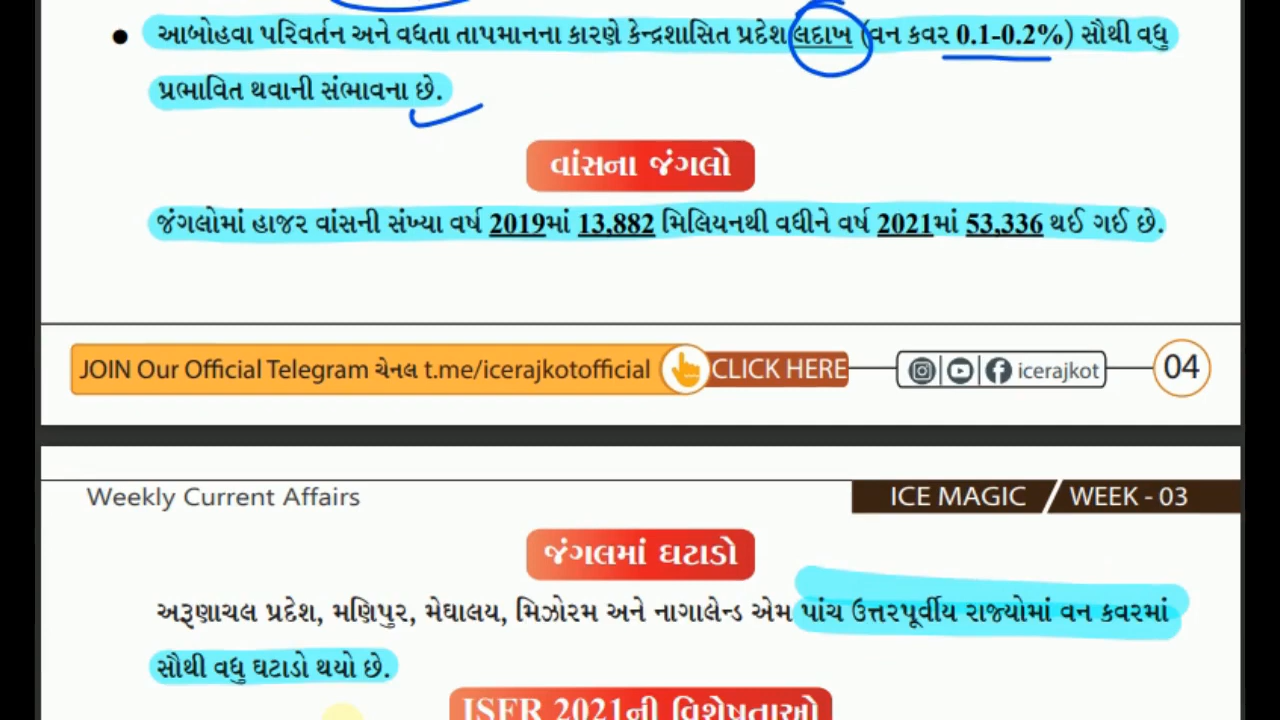 ● આબોહવા પરિવર્તન અને વધતા તાપમાનના કારણે કેન્દ્રશાસિત પ્રદેશ લદાખ (વન કવર 0.1-0.2%) સૌથી વધુ
પ્રભાવિત થવાની સંભાવના છે.
વાંસના જંગલો
જંગલોમાં હાજર વાંસની સંખ્યા વર્ષ 2019માં 13,882 મિલિયનથી વધીને વર્ષ 2021માં 53,336 થઈ ગઈ છે.
JOIN Our Official Telegram ચેનલ t.me/icerajkotofficial CLICK HERE icerajkot 04
Weekly Current Affairs ICE MAGIC / WEEK - 03
જંગલમાં ઘટાડો
અરૂણાચલ પ્રદેશ, મણિપુર, મેઘાલય, મિઝોરમ અને નાગાલેન્ડ એમ પાંચ ઉત્તરપૂર્વીય રાજ્યોમાં વન કવરમાં
સૌથી વધુ ઘટાડો થયો છે.
ISFR 2021ની વિશેષતાઓ